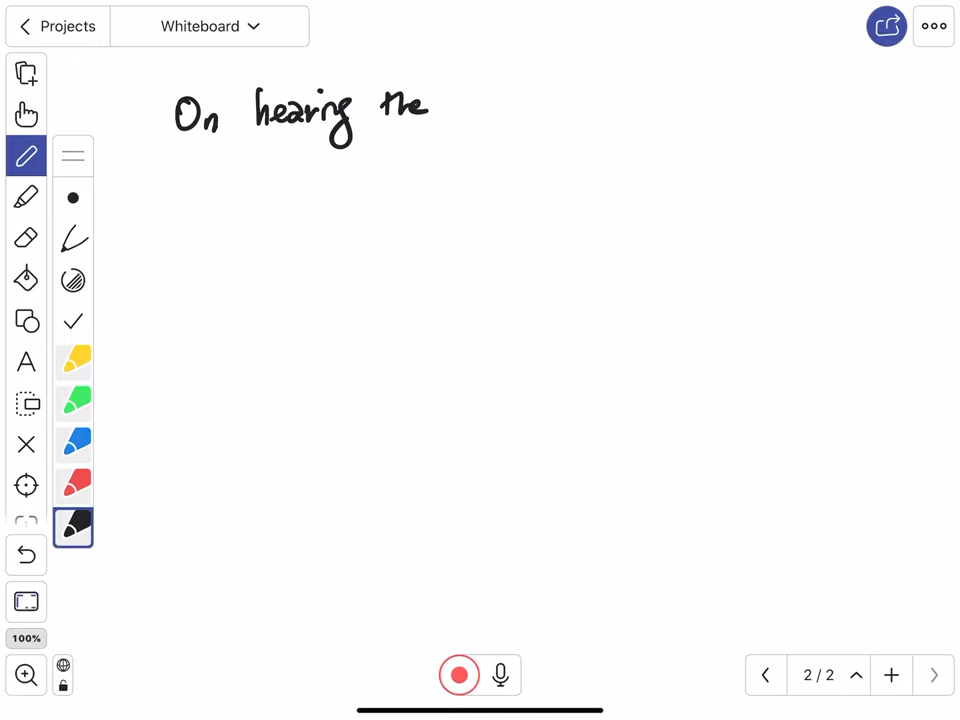 Projects
Whiteboard
On hearing the
A
100%
2 / 2